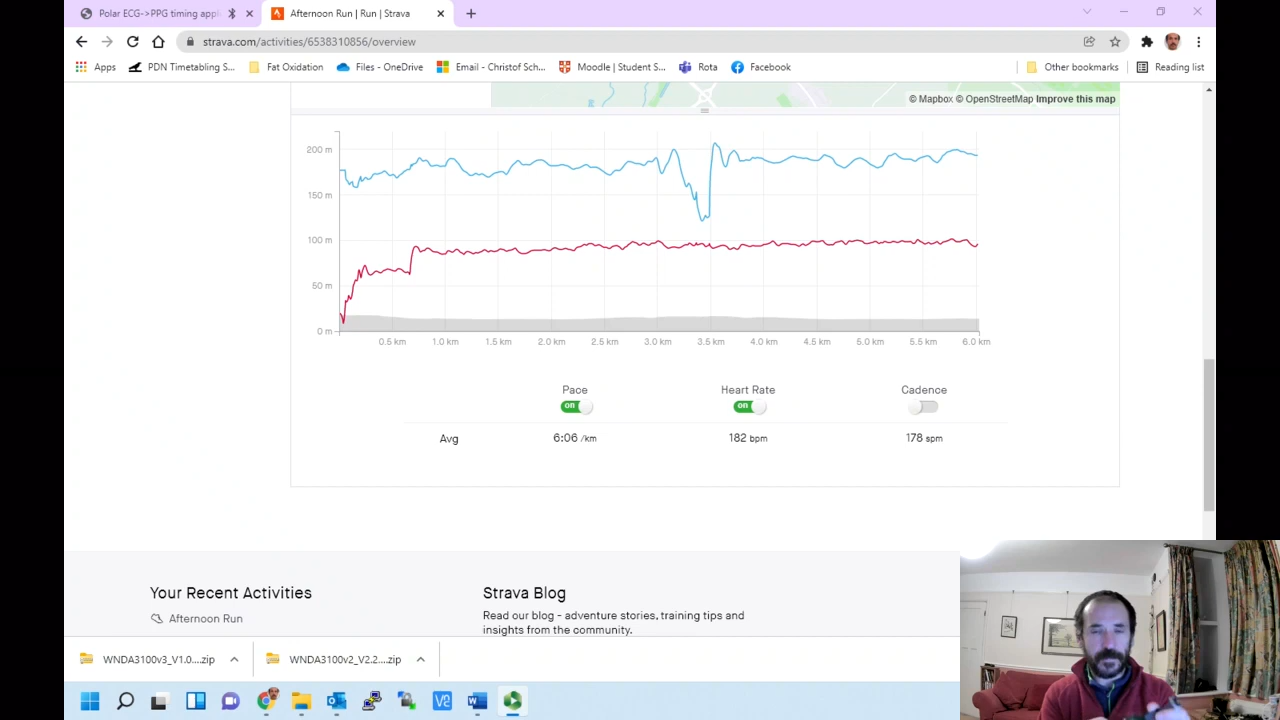 Polar ECG->PPG timing appli
Afternoon Run | Run | Strava
strava.com/activities/6538310856/overview
Apps
PDN Timetabling S...
Fat Oxidation
Files - OneDrive
Email - Christof Sch...
Moodle | Student S...
Rota
Facebook
Other bookmarks
Reading list
© Mapbox © OpenStreetMap Improve this map
200 m
150 m
100 m
50 m
0 m
0.5 km 1.0 km 1.5 km 2.0 km 2.5 km 3.0 km 3.5 km 4.0 km 4.5 km 5.0 km 5.5 km 6.0 km
Pace Heart Rate Cadence
on on
Avg 6:06 /km 182 bpm 178 spm
Your Recent Activities
Afternoon Run
Strava Blog
Read our blog - adventure stories, training tips and
insights from the community.
WNDA3100v3_V1.0....zip
WNDA3100v2_V2.2....zip